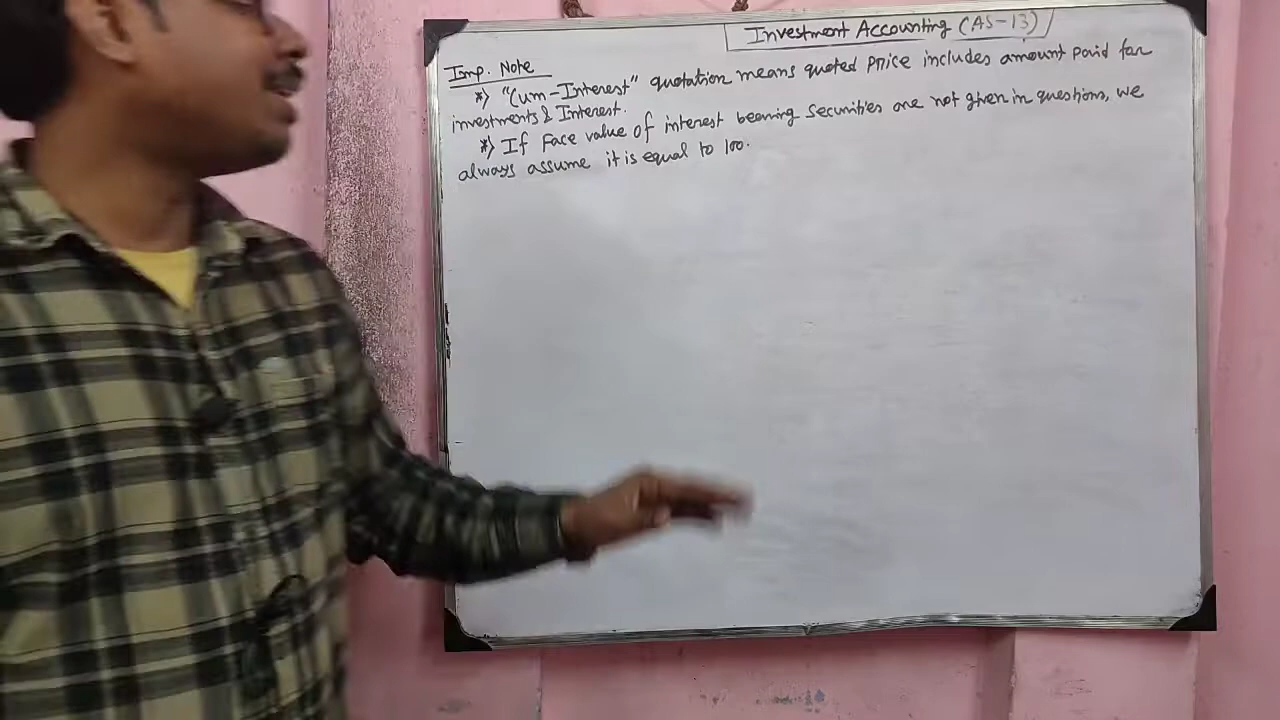 Investment Accounting (AS-13)
Imp. Note
*) "Cum-Interest" quotation means quoted price includes amount paid for
investments & Interest.
*) If Face value of interest bearing securities are not given in questions, we
always assume it is equal to 100.